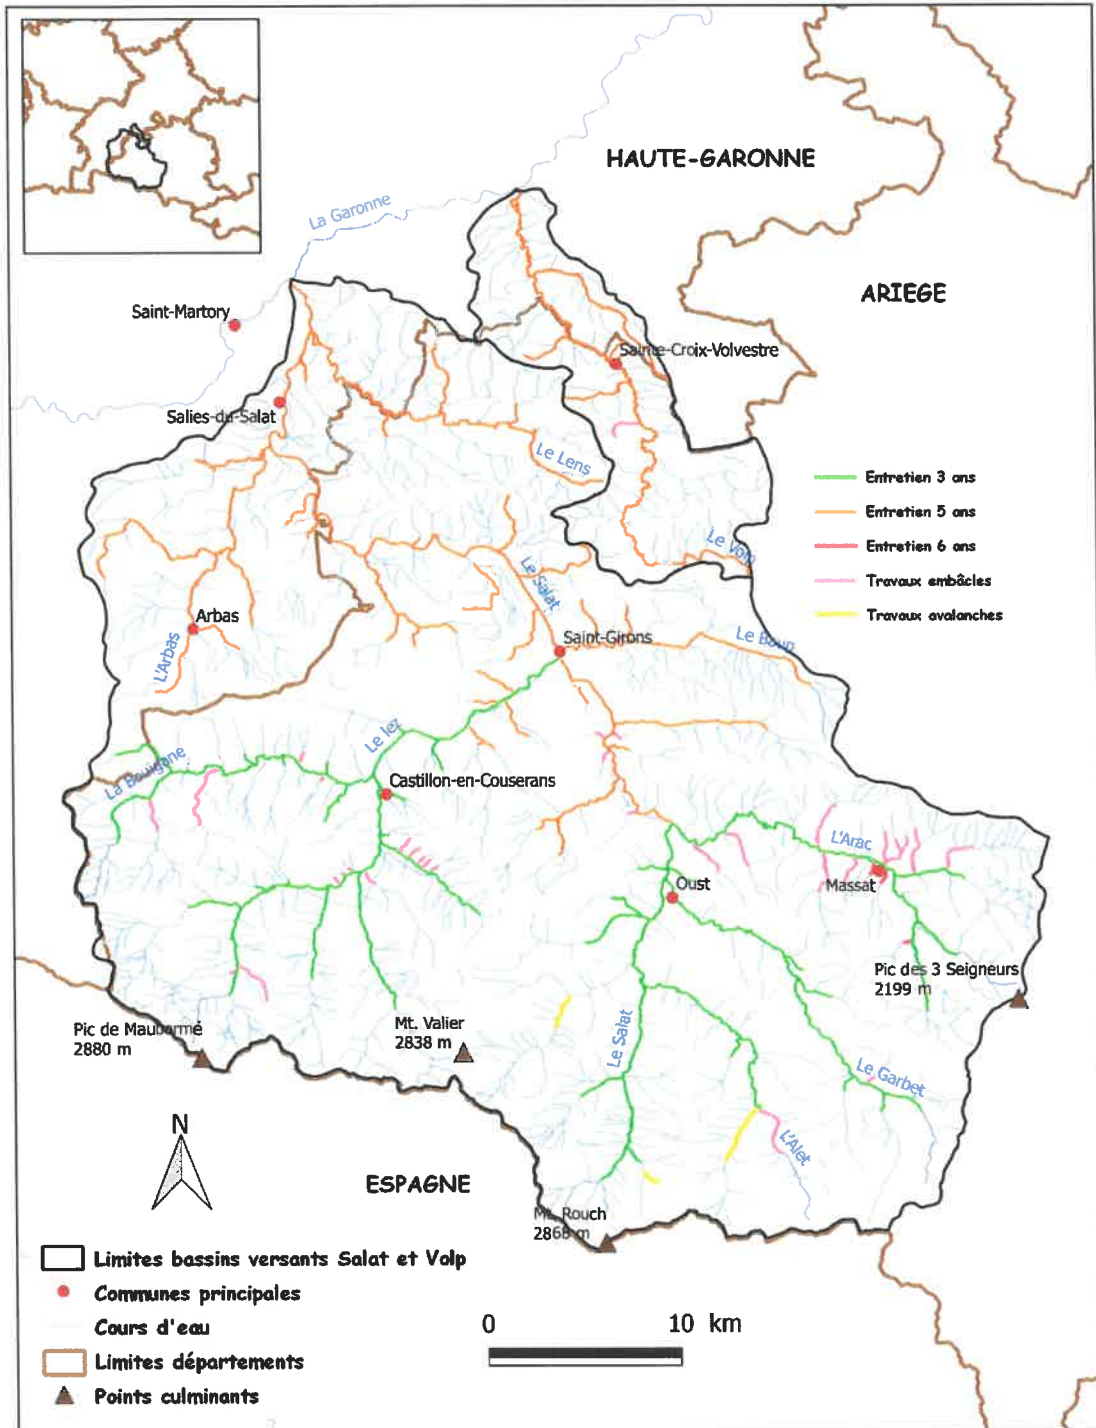 HAUTE-GARONNE
La Garonne
ARIEGE
Saint-Martory
Sainte-Croix-Volvestre
Salies-du-Salat
Le Lens
Entretien 3 ans
Entretien 5 ans
Entretien 6 ans
Travaux embâcles
Travaux avalanches
Le Volp
Le Salat
Arbas
Saint-Girons
Le Baup
L'Arbas
Le lez
La Bouigane
Castillon-en-Couserans
L'Arac
Massat
Oust
Pic des 3 Seigneurs
2199 m
Pic de Maubermé
2880 m
Mt. Valier
2838 m
Le Salat
Le Garbet
L'Alet
N
ESPAGNE
Mt. Rouch
2868 m
Limites bassins versants Salat et Volp
Communes principales
Cours d'eau
Limites départements
Points culminants
0 10 km